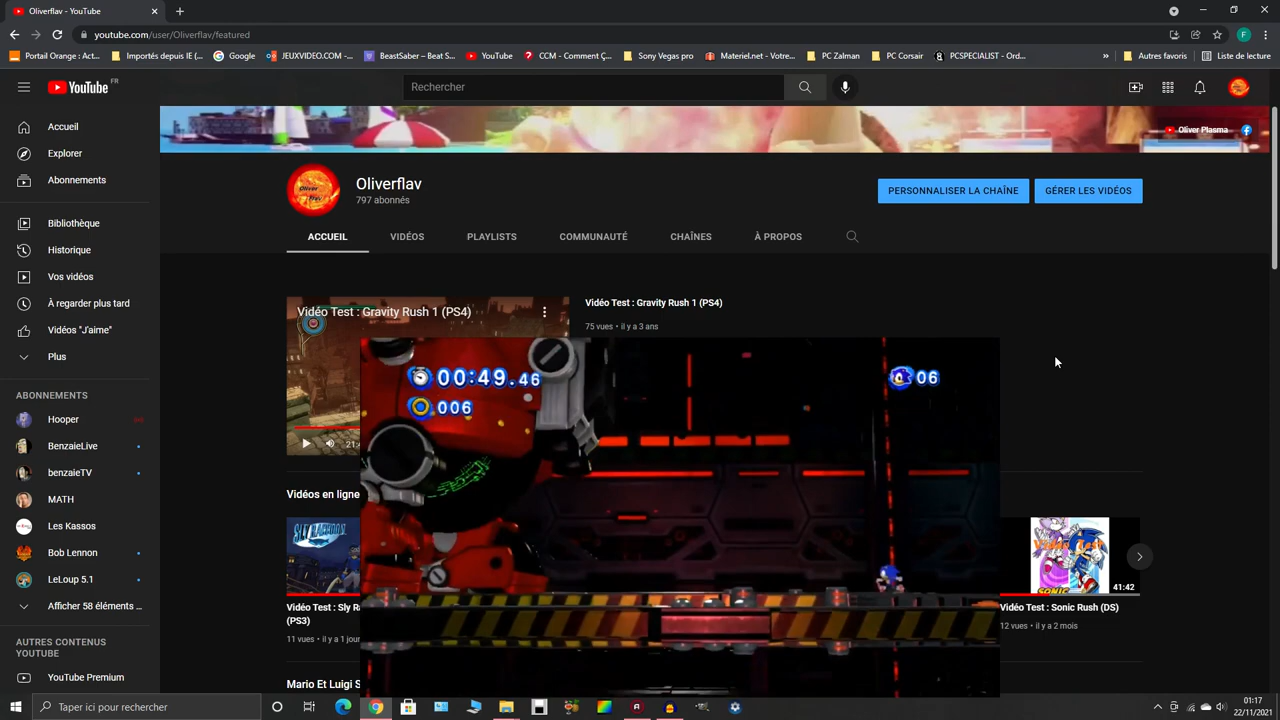 Oliverflav - YouTube
youtube.com/user/Oliverflav/featured
F
Portail Orange : Act...
Importés depuis IE (...
Google
JEUXVIDEO.COM -...
BeastSaber – Beat S...
YouTube
CCM - Comment Ç...
Sony Vegas pro
Materiel.net - Votre...
PC Zalman
PC Corsair
PCSPECIALIST - Ord...
»
Autres favoris
Liste de lecture
YouTube FR
Rechercher
Accueil
Explorer
Abonnements
Bibliothèque
Historique
Vos vidéos
À regarder plus tard
Vidéos "J'aime"
Plus
ABONNEMENTS
Hooper
BenzaieLive
benzaieTV
MATH
Les Kassos
Bob Lennon
LeLoup 5.1
Afficher 58 éléments ...
AUTRES CONTENUS
YOUTUBE
YouTube Premium
Oliver Plasma
Oliverflav
797 abonnés
PERSONNALISER LA CHAÎNE
GÉRER LES VIDÉOS
ACCUEIL
VIDÉOS
PLAYLISTS
COMMUNAUTÉ
CHAÎNES
À PROPOS
Vidéo Test : Gravity Rush 1 (PS4)
Vidéo Test : Gravity Rush 1 (PS4)
75 vues • il y a 3 ans
00:49.46
006
06
Vidéos en ligne
SLY RACCOON
Vidéo Test : Sly R
(PS3)
11 vues • il y a 1 jour
Vidéo Test
SONIC
41:42
Vidéo Test : Sonic Rush (DS)
12 vues • il y a 2 mois
Mario Et Luigi S
Taper ici pour rechercher
01:17
22/11/2021